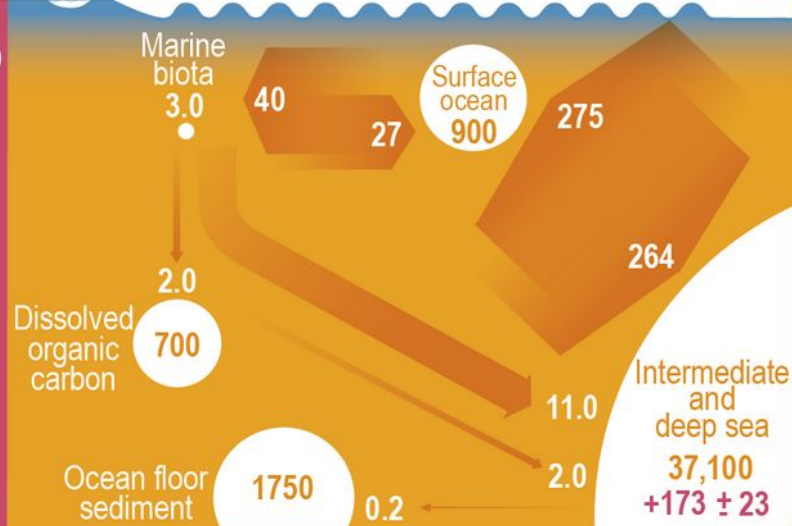 Marine
biota
3.0
40
27
Surface
ocean
900
275
264
2.0
Dissolved
organic
carbon
700
11.0
2.0
Intermediate
and
deep sea
37,100
+173 ± 23
Ocean floor
sediment
1750
0.2